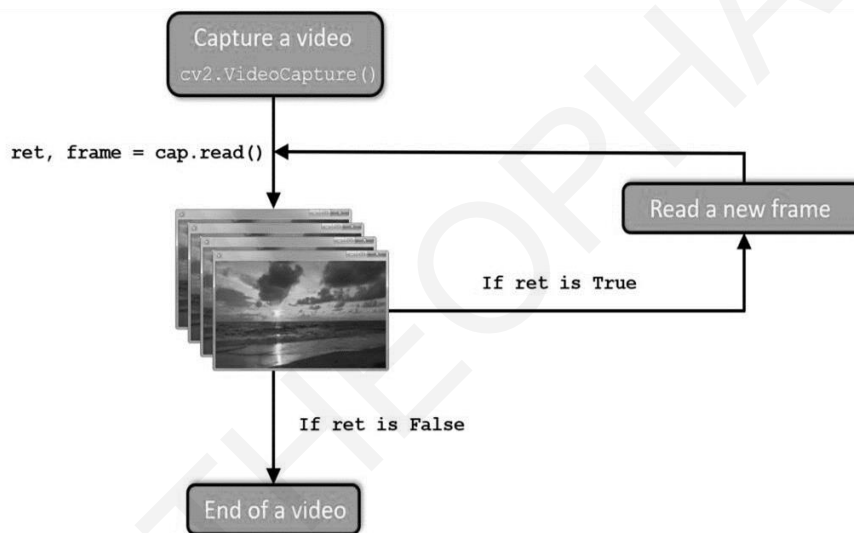 Capture a video
cv2.VideoCapture()
ret, frame = cap.read()
Read a new frame
If ret is True
If ret is False
End of a video